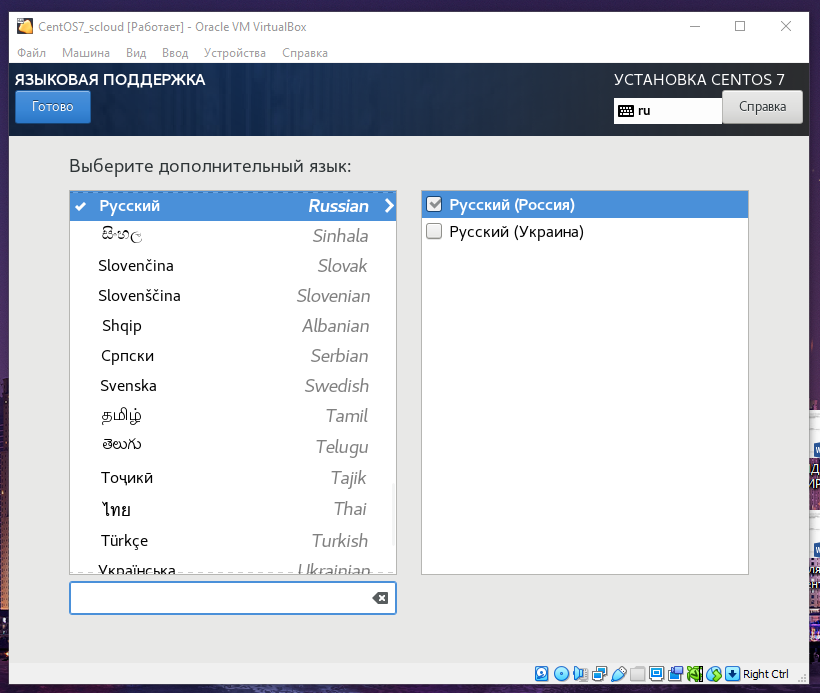 CentOS7_scloud [Работает] - Oracle VM VirtualBox
Файл Машина Вид Ввод Устройства Справка
ЯЗЫКОВАЯ ПОДДЕРЖКА
УСТАНОВКА CENTOS 7
Готово
ru
Справка
Выберите дополнительный язык:
Русский Russian
සිංහල Sinhala
Slovenčina Slovak
Slovenščina Slovenian
Shqip Albanian
Српски Serbian
Svenska Swedish
தமிழ் Tamil
తెలుగు Telugu
Тоҷикӣ Tajik
ไทย Thai
Türkçe Turkish
Українська Ukrainian
Русский (Россия)
Русский (Украина)
Right Ctrl